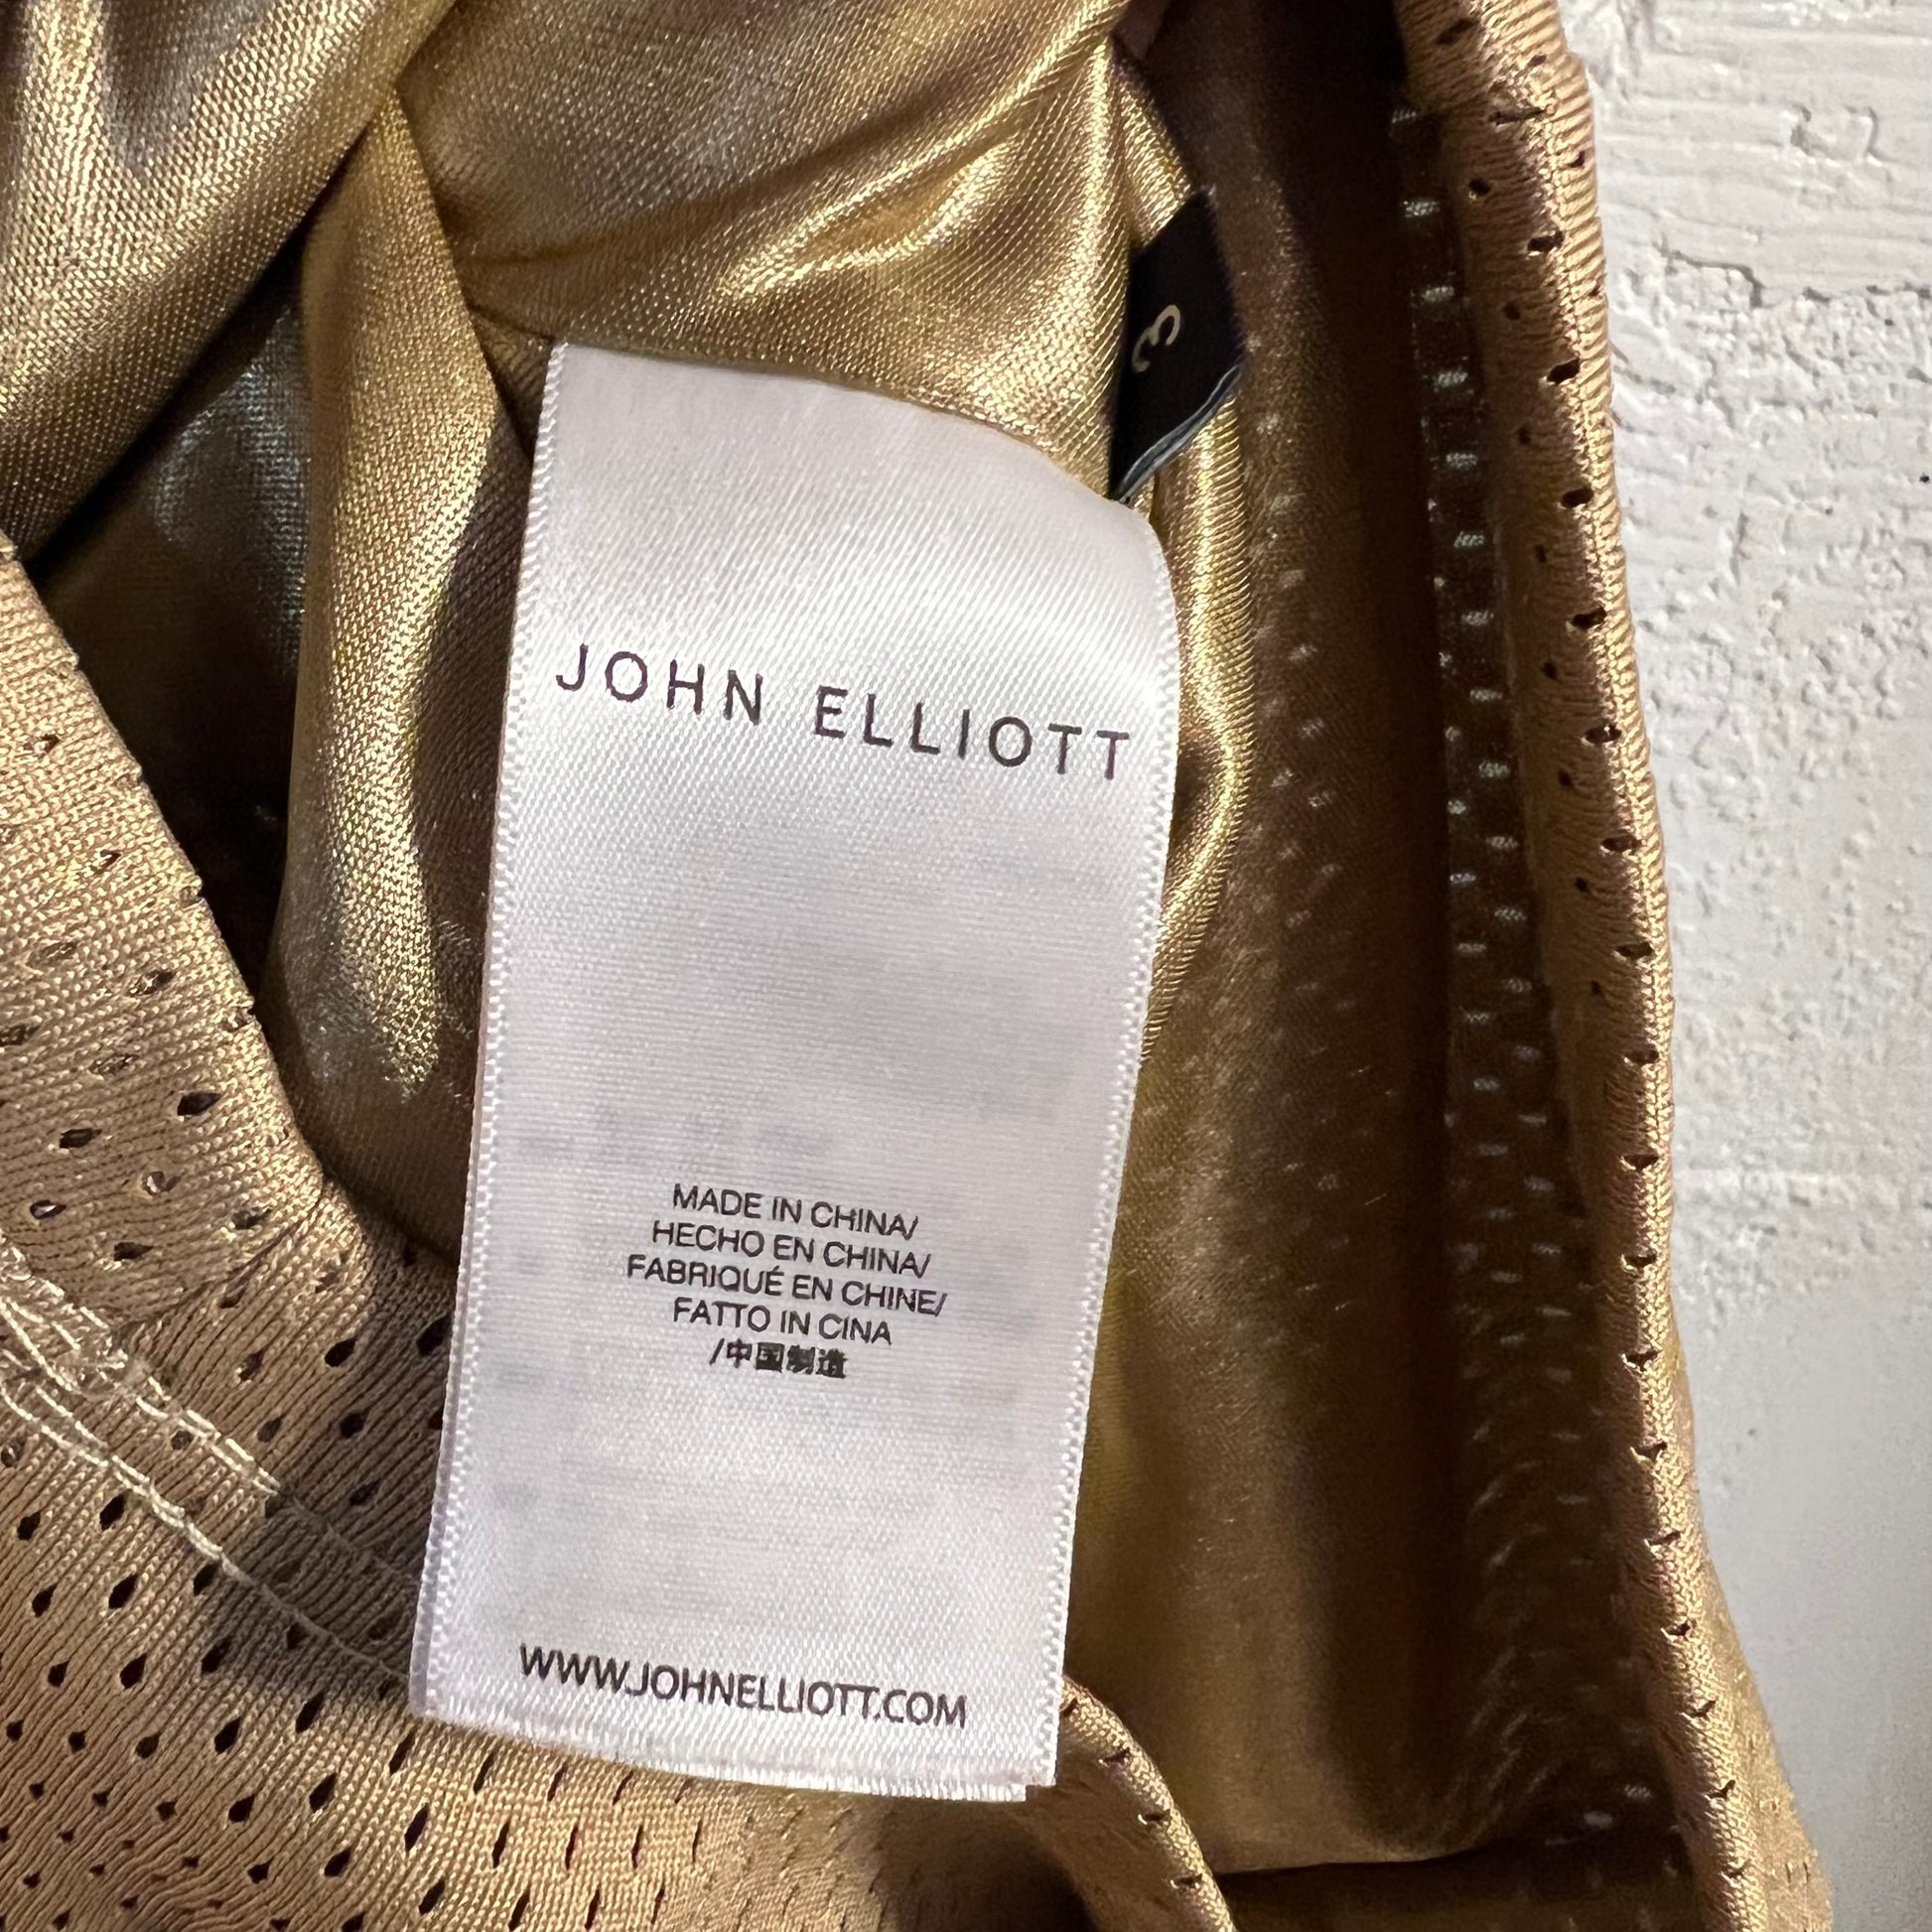 3
JOHN ELLIOTT
MADE IN CHINA/
HECHO EN CHINA/
FABRIQUÉ EN CHINE/
FATTO IN CINA
/中国制造
WWW.JOHNELLIOTT.COM